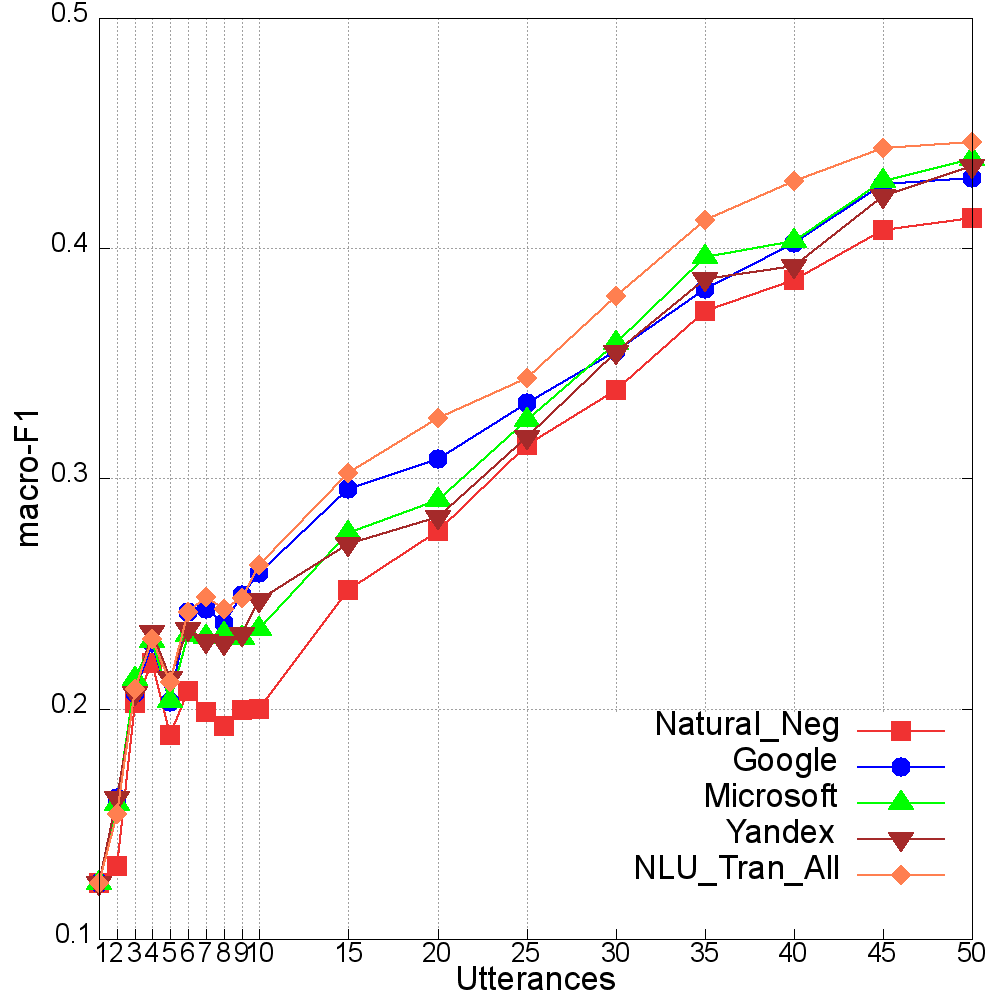 0.5
0.4
0.3
0.2
0.1
macro-F1
Natural_Neg
Google
Microsoft
Yandex
NLU_Tran_All
1 2 3 4 5 6 7 8 9 10 15 20 25 30 35 40 45 50
Utterances